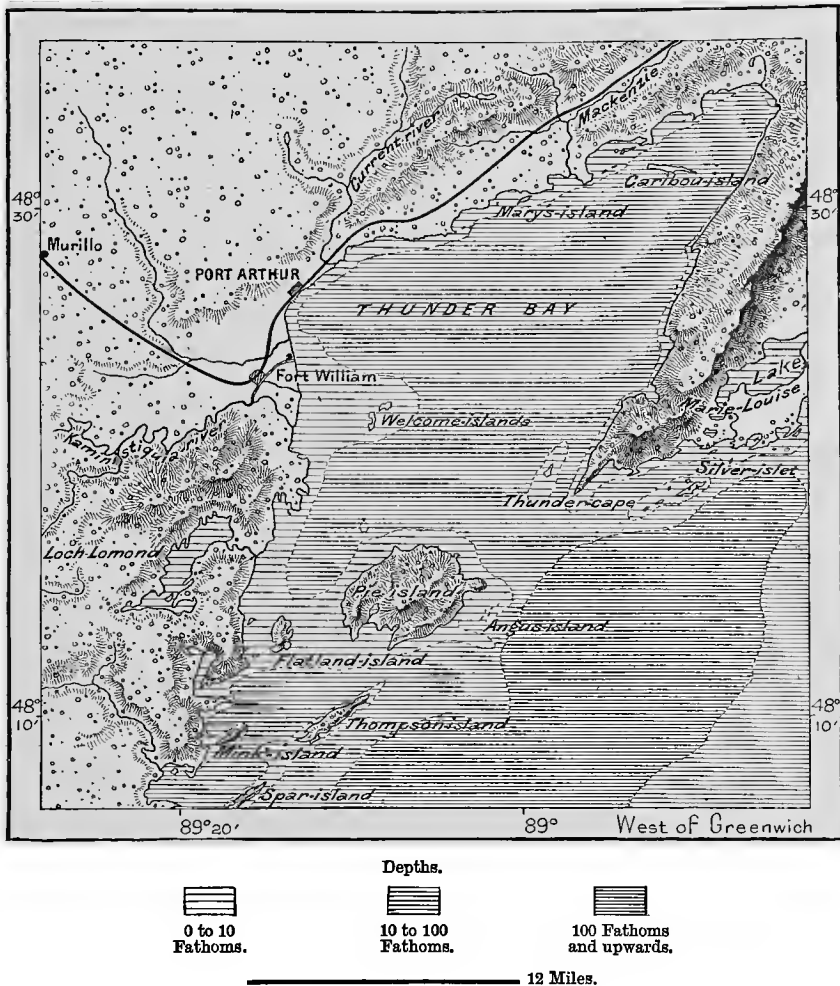 Current river
Mackenzie
48°
30'
Caribou-island
48°
30'
Marys-island
Murillo
PORT ARTHUR
THUNDER BAY
Fort William
Lake
Marie-Louise
Welcome-islands
Kaministiquia river
Silver-islet
Thunder-cape
Loch-Lomond
Pie Island
Angus-island
Flatland-island
48°
10'
Thompson-island
48°
10'
Mink-island
Spar-island
89°20'
89°
West of Greenwich
Depths.
0 to 10
Fathoms.
10 to 100
Fathoms.
100 Fathoms
and upwards.
12 Miles.